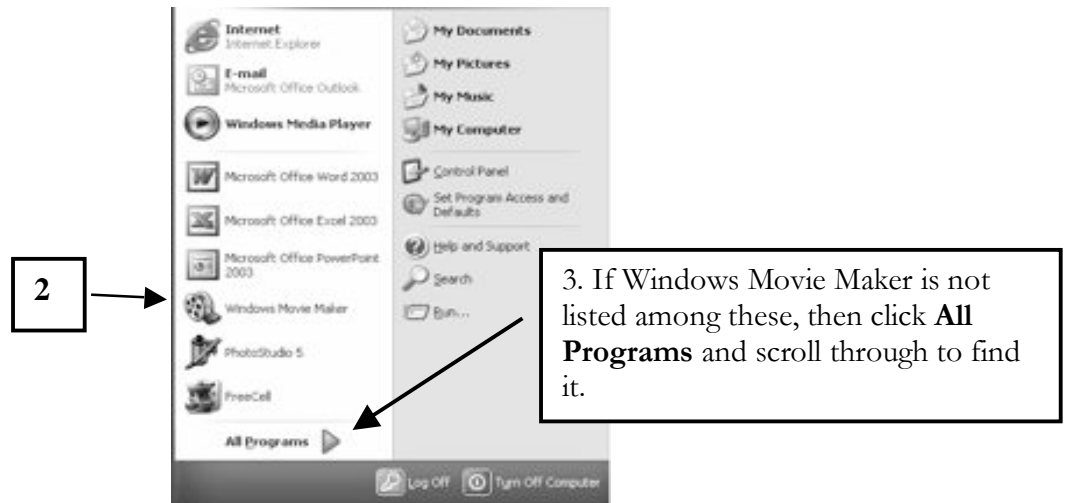 Internet
Internet Explorer
E-mail
Microsoft Office Outlook
Windows Media Player
Microsoft Office Word 2003
Microsoft Office Excel 2003
Microsoft Office PowerPoint
2003
Windows Movie Maker
PhotoStudio 5
FreeCell
All Programs
My Documents
My Pictures
My Music
My Computer
Control Panel
Set Program Access and
Defaults
Help and Support
Search
Run...
Log Off
Turn Off Computer
2
3. If Windows Movie Maker is not
listed among these, then click All
Programs and scroll through to find
it.